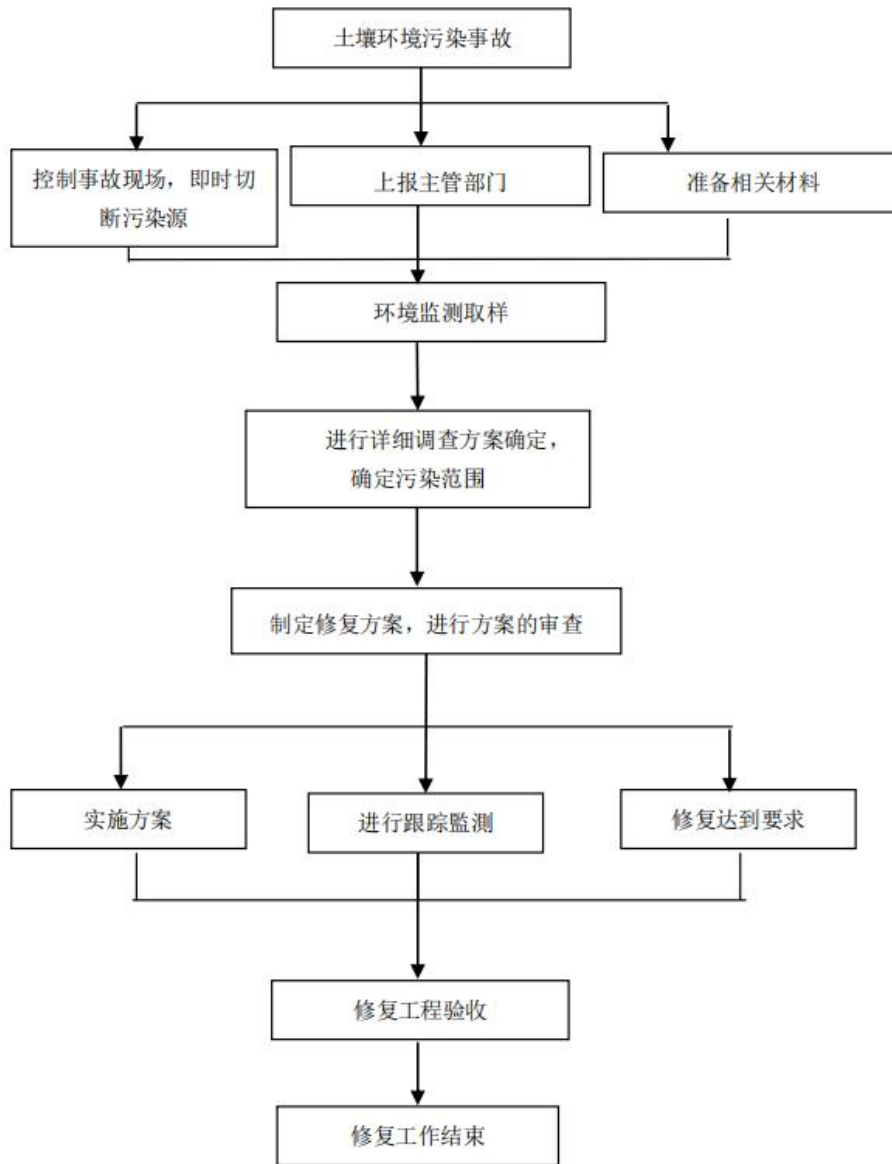 土壤环境污染事故
控制事故现场，即时切
断污染源
上报主管部门
准备相关材料
环境监测取样
进行详细调查方案确定，
确定污染范围
制定修复方案，进行方案的审查
实施方案
进行跟踪監测
修复达到要求
修复工程验收
修复工作结束